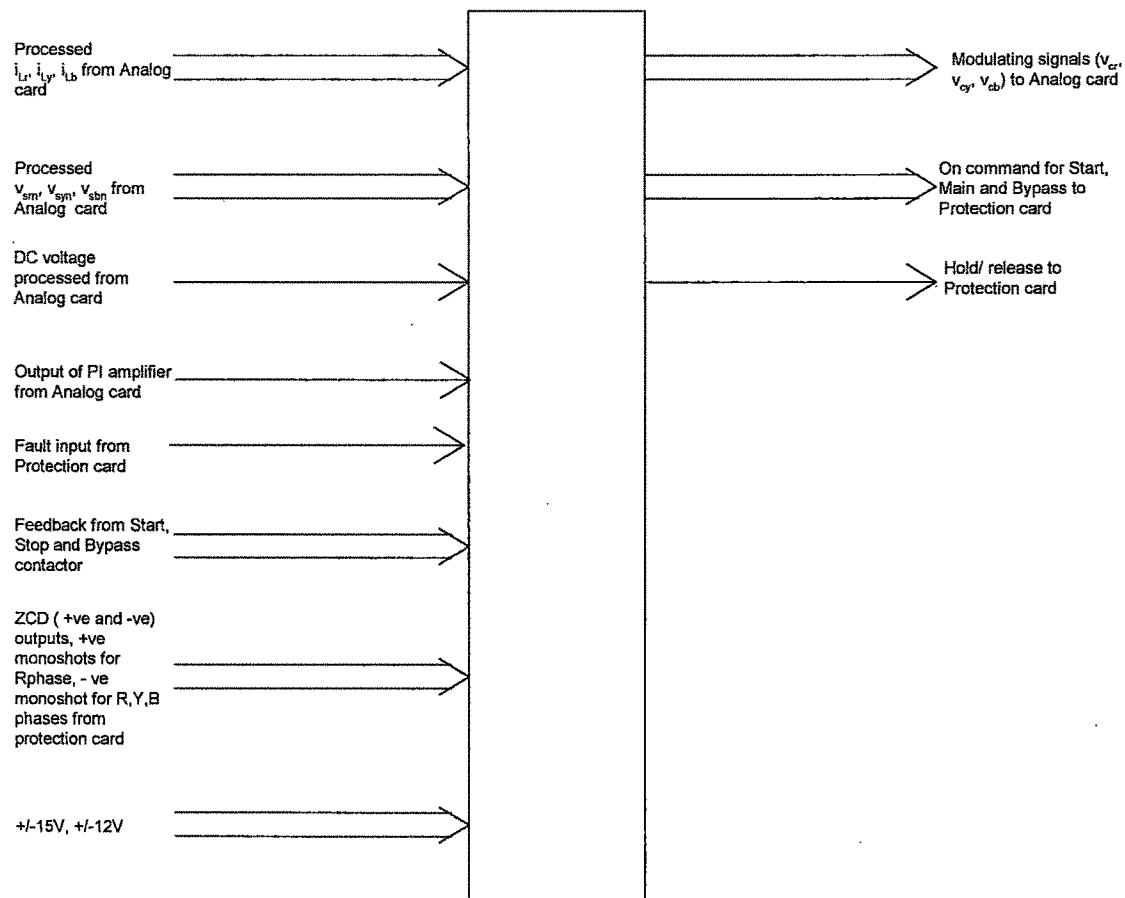 Processed
i_Lr, i_Ly, i_Lb from Analog
card
Processed
v_srn, v_syn, v_sbn from
Analog card
DC voltage
processed from
Analog card
Output of PI amplifier
from Analog card
Fault input from
Protection card
Feedback from Start,
Stop and Bypass
contactor
ZCD ( +ve and -ve)
outputs, +ve
monoshots for
Rphase, - ve
monoshot for R,Y,B
phases from
protection card
+/-15V, +/-12V
Modulating signals (v_cr,
v_cy, v_cb) to Analog card
On command for Start,
Main and Bypass to
Protection card
Hold/ release to
Protection card